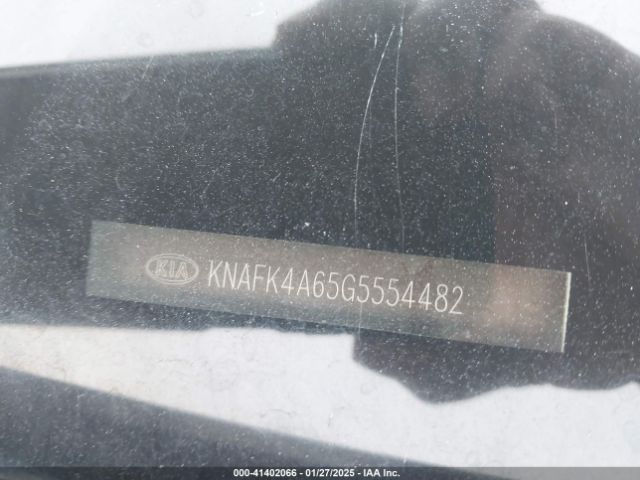 KIA KNAFK4A65G5554482
000-41402066 — 01/27/2025 — IAA Inc.